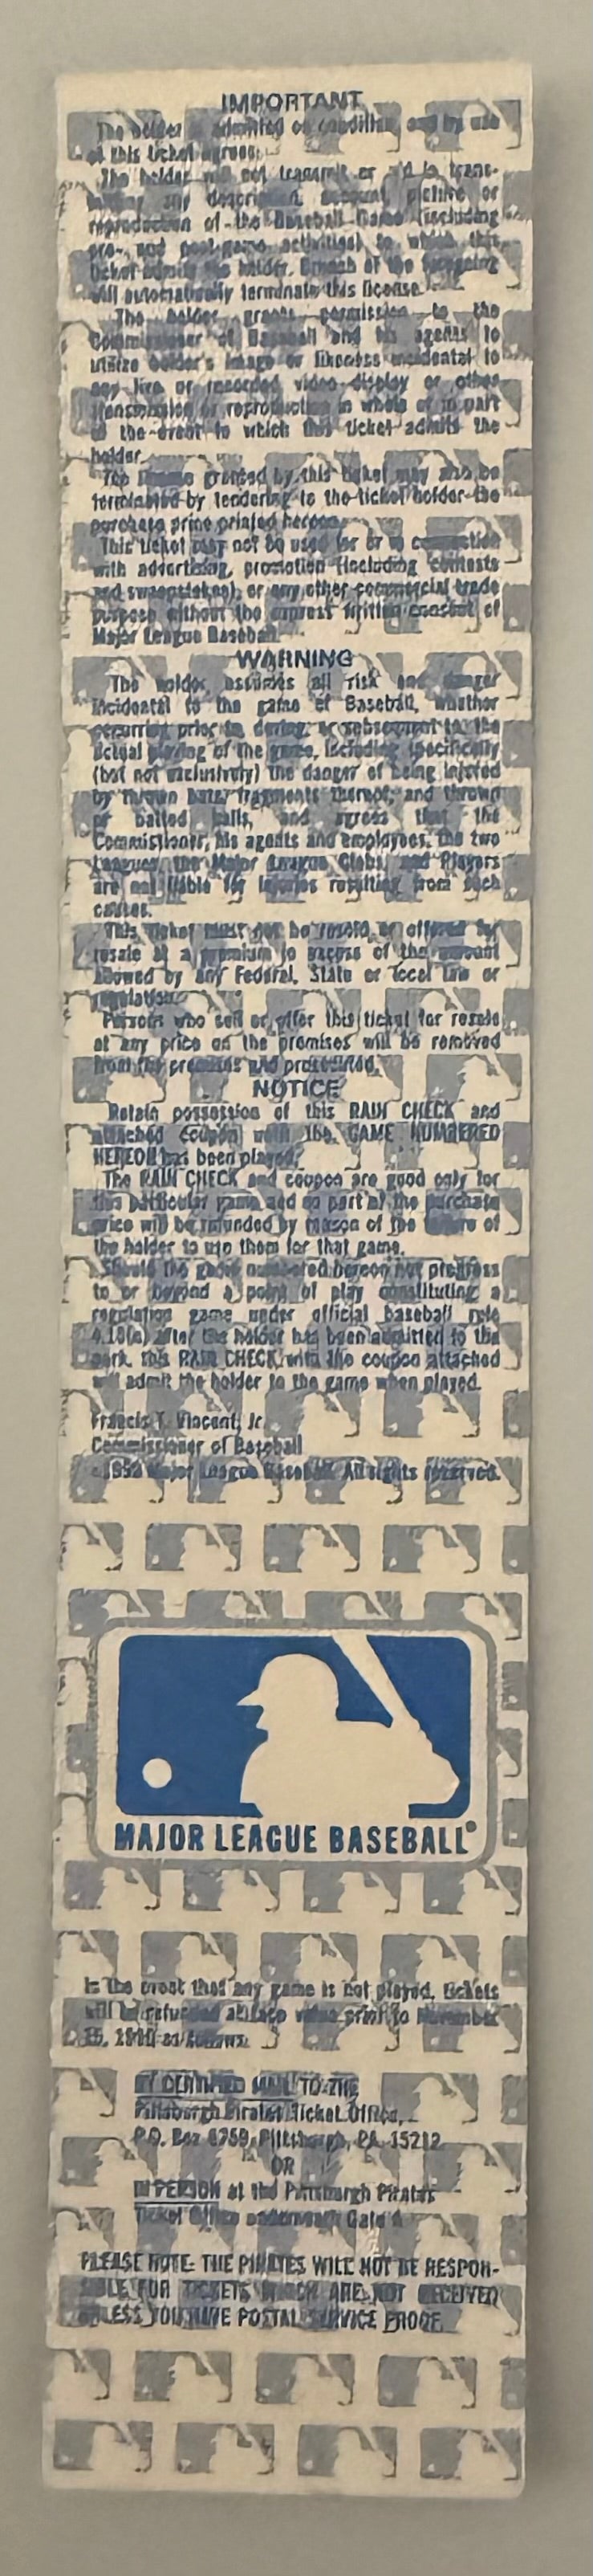 IMPORTANT
The holder is admitted on condition, and by use
of this ticket agrees:
The holder will not transmit or aid in trans-
mitting any description, account, picture or
reproduction of the Baseball Game (including
pre- and post-game activities) to which this
ticket admits the holder. Breach of the foregoing
will automatically terminate this license.
The holder grants permission to the
Commissioner of Baseball and his agents to
utilize holder's image or likeness incidental to
any live or recorded video display or other
transmission or reproduction in whole or in part
of the event to which this ticket admits the
holder.
The license granted by this ticket may also be
terminated by tendering to the ticket holder the
purchase price printed hereon.
This ticket may not be used for or in connection
with advertising, promotion (including contests
and sweepstakes), or any other commercial trade
purpose without the express written consent of
Major League Baseball.
WARNING
The holder assumes all risk and danger
incidental to the game of Baseball, whether
occurring prior to, during, or subsequent to, the
actual playing of the game, including specifically
(but not exclusively) the danger of being injured
by thrown bats, fragments thereof, and thrown
or batted balls, and agrees that the
Commissioner, his agents and employees, the two
Leagues, the Major League Clubs, and Players
are not liable for injuries resulting from such
causes.
This ticket must not be resold or offered for
resale at a premium in excess of the amount
allowed by any Federal, State or local law or
regulation.
Persons who sell or offer this ticket for resale
at any price on the premises will be removed
from the premises and prosecuted.
NOTICE
Retain possession of this RAIN CHECK and
attached coupon until the GAME NUMBERED
HEREON has been played.
The RAIN CHECK and coupon are good only for
this particular game and no part of the purchase
price will be refunded by reason of the failure of
the holder to use them for that game.
Should the game numbered hereon not progress
to or beyond a point of play constituting a
regulation game under official baseball rule
4.10(a) after the holder has been admitted to the
park, this RAIN CHECK with the coupon attached
will admit the holder to the game when played.
Francis T. Vincent, Jr.
Commissioner of Baseball
Major League Baseball. All rights reserved.
MAJOR LEAGUE BASEBALL®
In the event that any game is not played, tickets
will be refunded at face value prior to November
BY CERTIFIED MAIL TO THE
Pittsburgh Pirates Ticket Office,
P.O. Box Pittsburgh, PA 15212
OR
IN PERSON at the Pittsburgh Pirates
Ticket Office underneath Gate
PLEASE NOTE: THE PIRATES WILL NOT BE RESPON-
SIBLE FOR TICKETS WHICH ARE NOT RECEIVED
UNLESS YOU HAVE POSTAL SERVICE PROOF